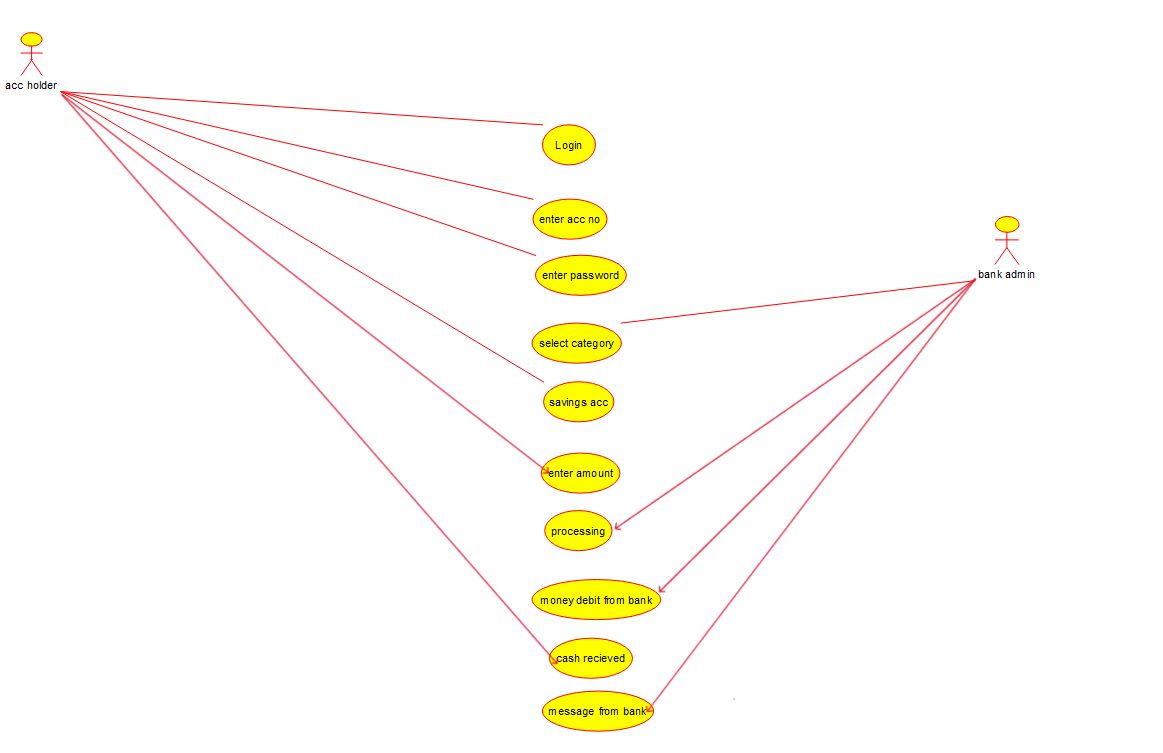 acc holder
Login
enter acc no
bank admin
enter password
select category
savings acc
enter amount
processing
money debit from bank
cash recieved
message from bank